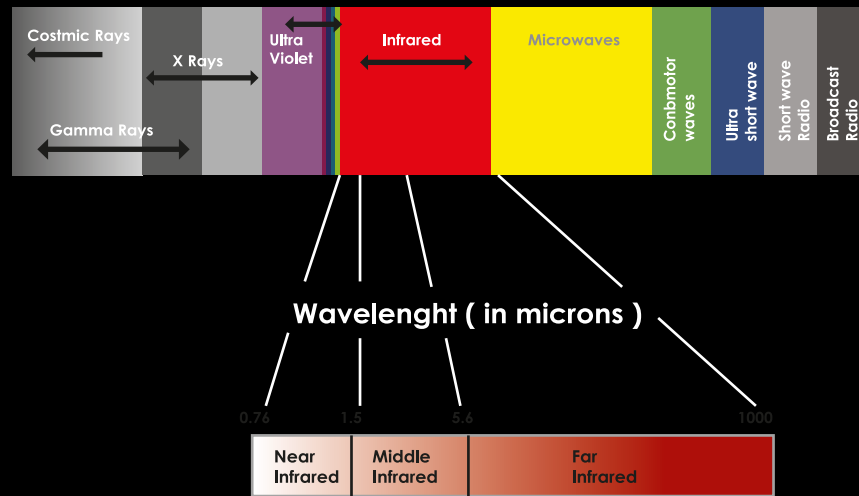 Costmic Rays
X Rays
Gamma Rays
Ultra
Violet
Infrared
Microwaves
Conbmotor
waves
Ultra
short wave
Short wave
Radio
Broadcast
Radio
Wavelenght ( in microns )
0.76
1.5
5.6
1000
Near
Infrared
Middle
Infrared
Far
Infrared